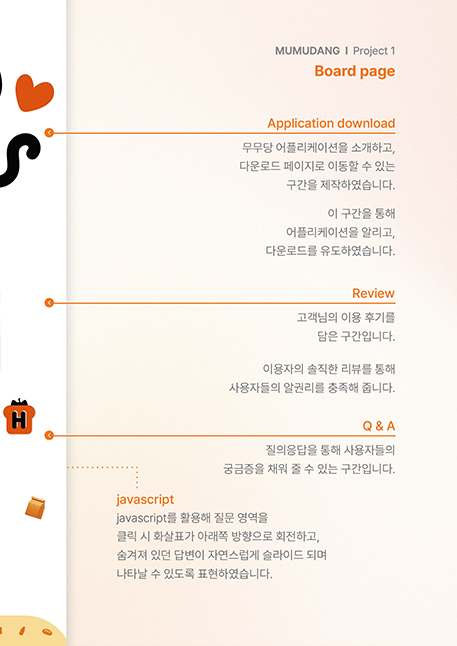 MUMUDANG I Project 1
Board page
Application download
무무당 어플리케이션을 소개하고,
다운로드 페이지로 이동할 수 있는
구간을 제작하였습니다.
이 구간을 통해
어플리케이션을 알리고,
다운로드를 유도하였습니다.
S
Review
고객님의 이용 후기를
담은 구간입니다.
이용자의 솔직한 리뷰를 통해
사용자들의 알권리를 충족해 줍니다.
H
Q & A
질의응답을 통해 사용자들의
궁금증을 채워 줄 수 있는 구간입니다.
javascript
javascript를 활용해 질문 영역을
클릭 시 화살표가 아래쪽 방향으로 회전하고,
숨겨져 있던 답변이 자연스럽게 슬라이드 되며
나타날 수 있도록 표현하였습니다.